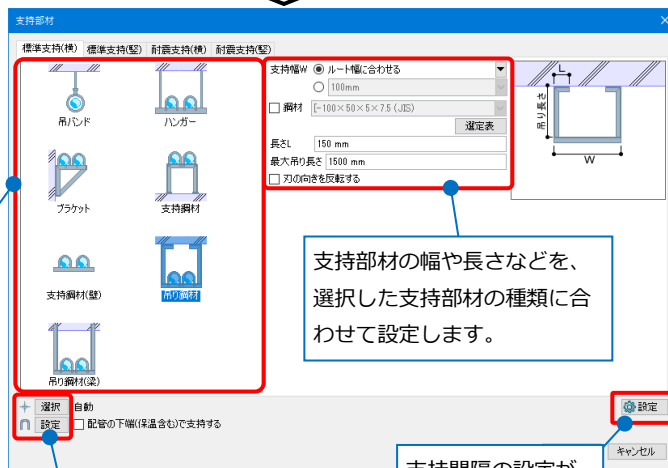 支持部材
標準支持(横) 標準支持(竪) 耐震支持(横) 耐震支持(竪)
吊バンド
ハンガー
ブラケット
支持鋼材
支持鋼材(壁)
吊り鋼材
吊り鋼材(梁)
支持幅W ルート幅に合わせる
100mm
鋼材 [-100×50×5×7.5 (JIS)
選定表
長さL 150 mm
最大吊り長さ 1500 mm
刃の向きを反転する
L
吊り長さ
W
支持部材の幅や長さなどを、
選択した支持部材の種類に合
わせて設定します。
選択 自動
設定 配管の下端(保温含む)で支持する
設定
キャンセル
支持間隔の設定が